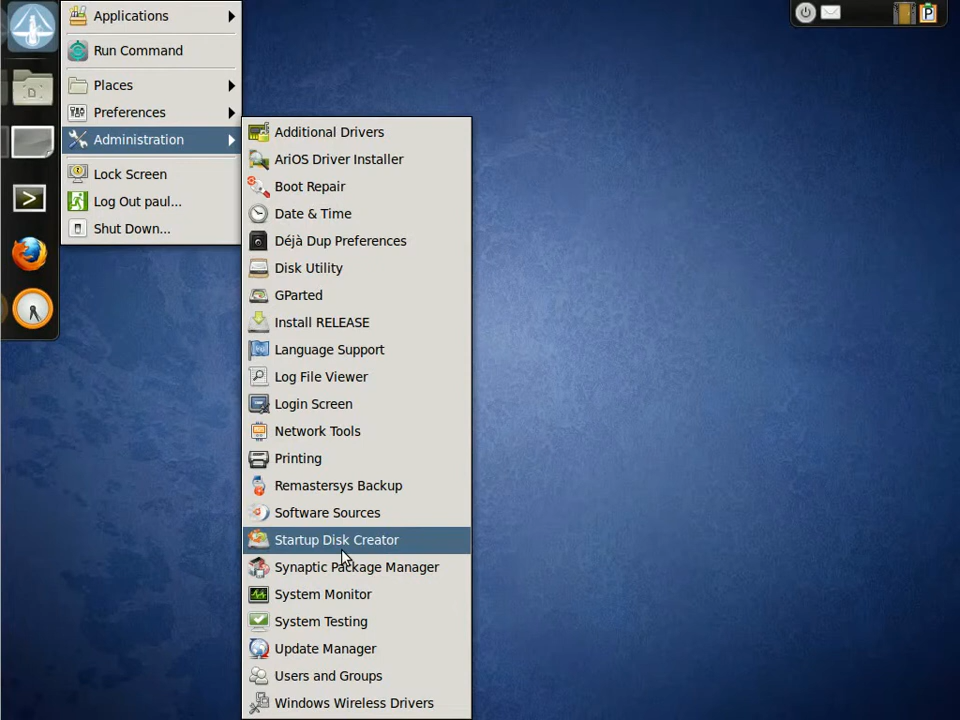 Applications
Run Command
Places
Preferences
Administration
Lock Screen
Log Out paul...
Shut Down...
Additional Drivers
AriOS Driver Installer
Boot Repair
Date & Time
Déjà Dup Preferences
Disk Utility
GParted
Install RELEASE
Language Support
Log File Viewer
Login Screen
Network Tools
Printing
Remastersys Backup
Software Sources
Startup Disk Creator
Synaptic Package Manager
System Monitor
System Testing
Update Manager
Users and Groups
Windows Wireless Drivers